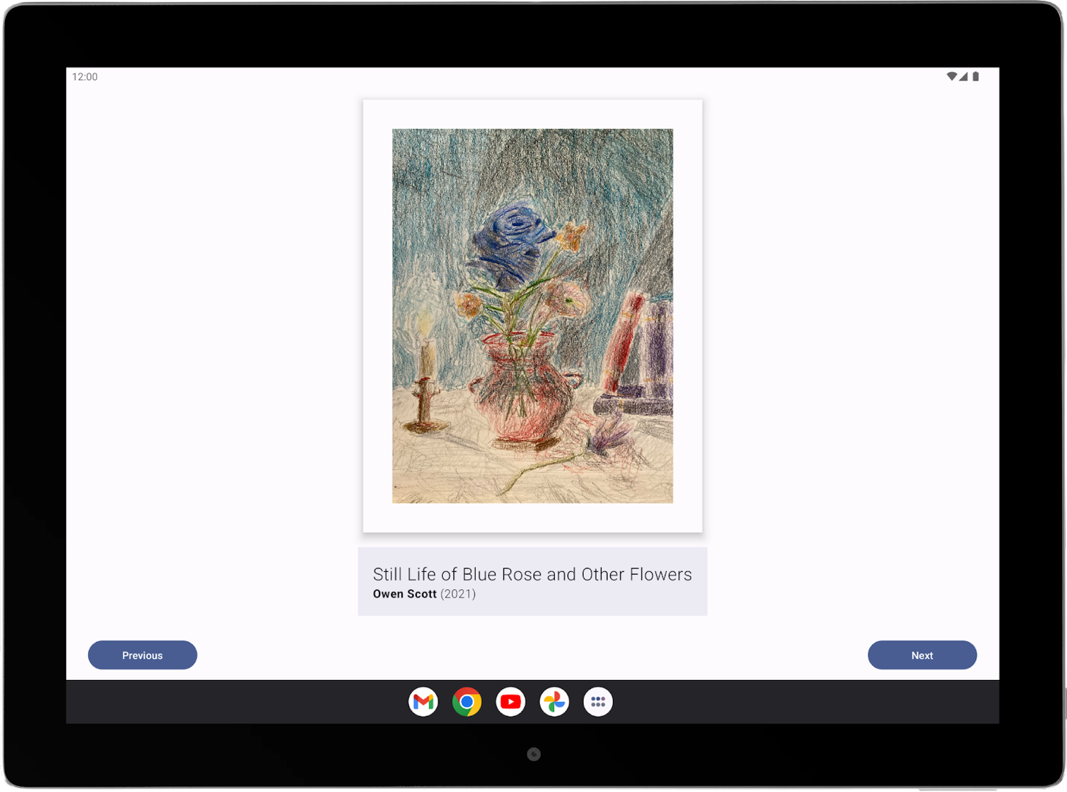 12:00
Still Life of Blue Rose and Other Flowers
Owen Scott (2021)
Previous
Next